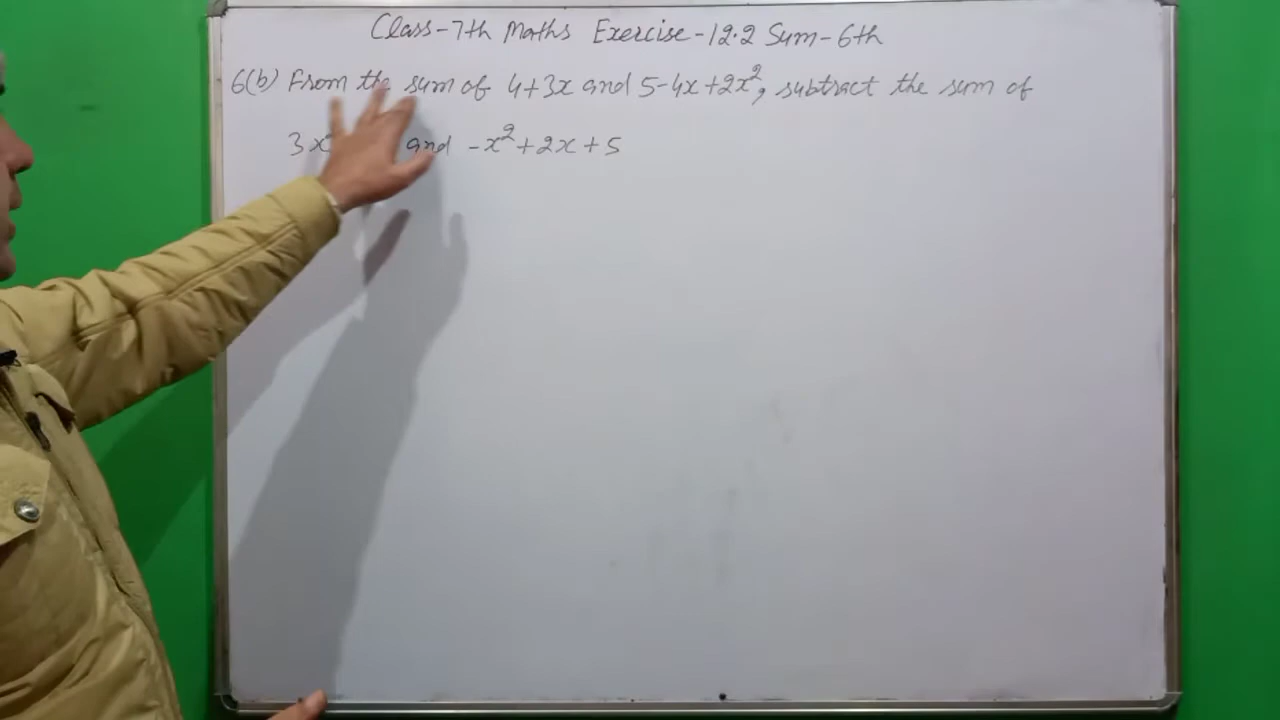 Class-7th Maths Exercise-12.2 Sum-6th
6(b) From the sum of 4+3x and 5-4x+2x², subtract the sum of
3x² and -x²+2x+5